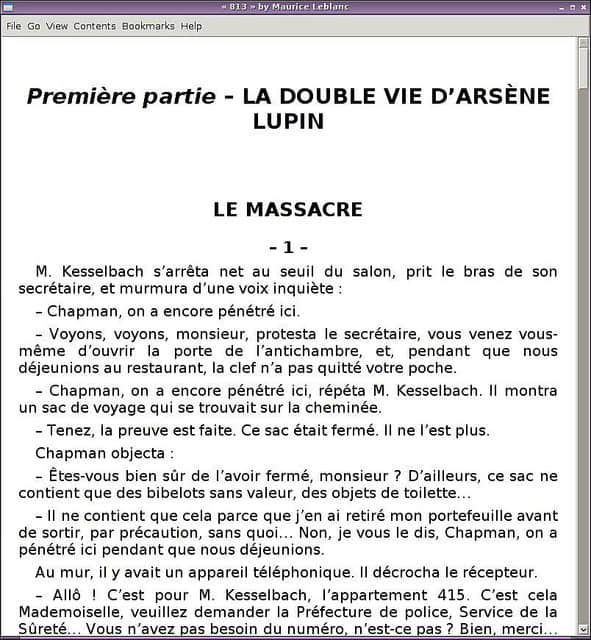 « 813 » by Maurice Leblanc
File Go View Contents Bookmarks Help
Première partie – LA DOUBLE VIE D’ARSÈNE
LUPIN
LE MASSACRE
– 1 –
M. Kesselbach s’arrêta net au seuil du salon, prit le bras de son
secrétaire, et murmura d’une voix inquiète :
– Chapman, on a encore pénétré ici.
– Voyons, voyons, monsieur, protesta le secrétaire, vous venez vous-
même d’ouvrir la porte de l’antichambre, et, pendant que nous
déjeunions au restaurant, la clef n’a pas quitté votre poche.
– Chapman, on a encore pénétré ici, répéta M. Kesselbach. Il montra
un sac de voyage qui se trouvait sur la cheminée.
– Tenez, la preuve est faite. Ce sac était fermé. Il ne l’est plus.
Chapman objecta :
– Êtes-vous bien sûr de l’avoir fermé, monsieur ? D’ailleurs, ce sac ne
contient que des bibelots sans valeur, des objets de toilette…
– Il ne contient que cela parce que j’en ai retiré mon portefeuille avant
de sortir, par précaution, sans quoi… Non, je vous le dis, Chapman, on a
pénétré ici pendant que nous déjeunions.
Au mur, il y avait un appareil téléphonique. Il décrocha le récepteur.
– Allô ! C’est pour M. Kesselbach, l’appartement 415. C’est cela
Mademoiselle, veuillez demander la Préfecture de police, Service de la
Sûreté… Vous n’avez pas besoin du numéro, n’est-ce pas ? Bien, merci…